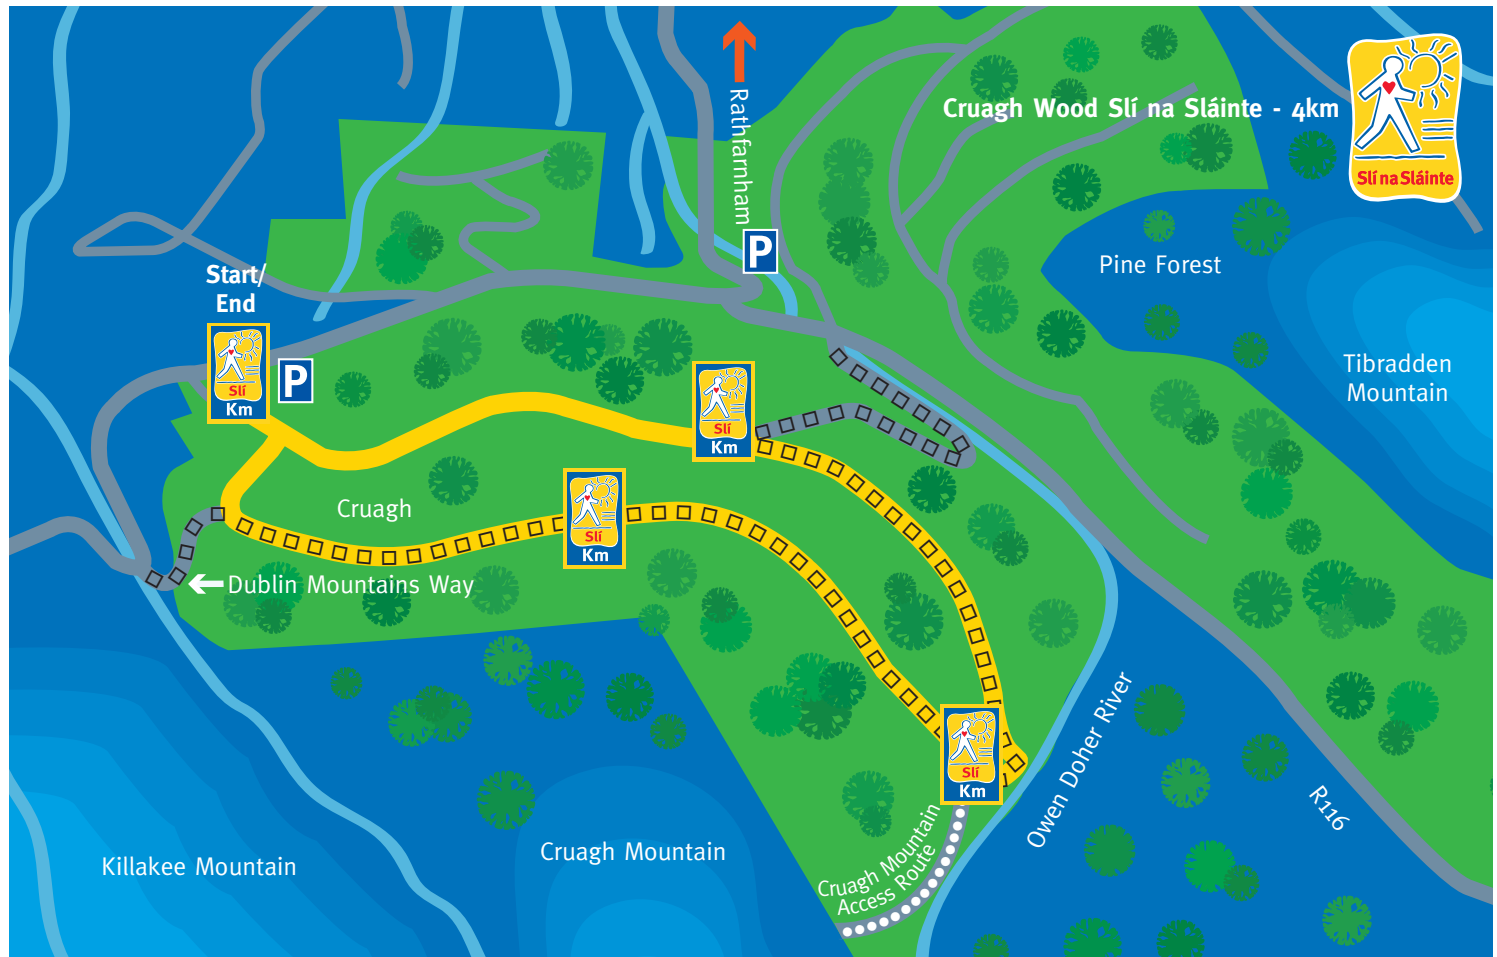 Cruagh Wood Slí na Sláinte - 4km
Slí na Sláinte
Rathfarnham
P
Pine Forest
Start/
End
Slí
Km
P
Slí
Km
Tibradden
Mountain
Cruagh
Slí
Km
Dublin Mountains Way
Slí
Km
Owen Doher River
R116
Cruagh Mountain
Access Route
Killakee Mountain
Cruagh Mountain